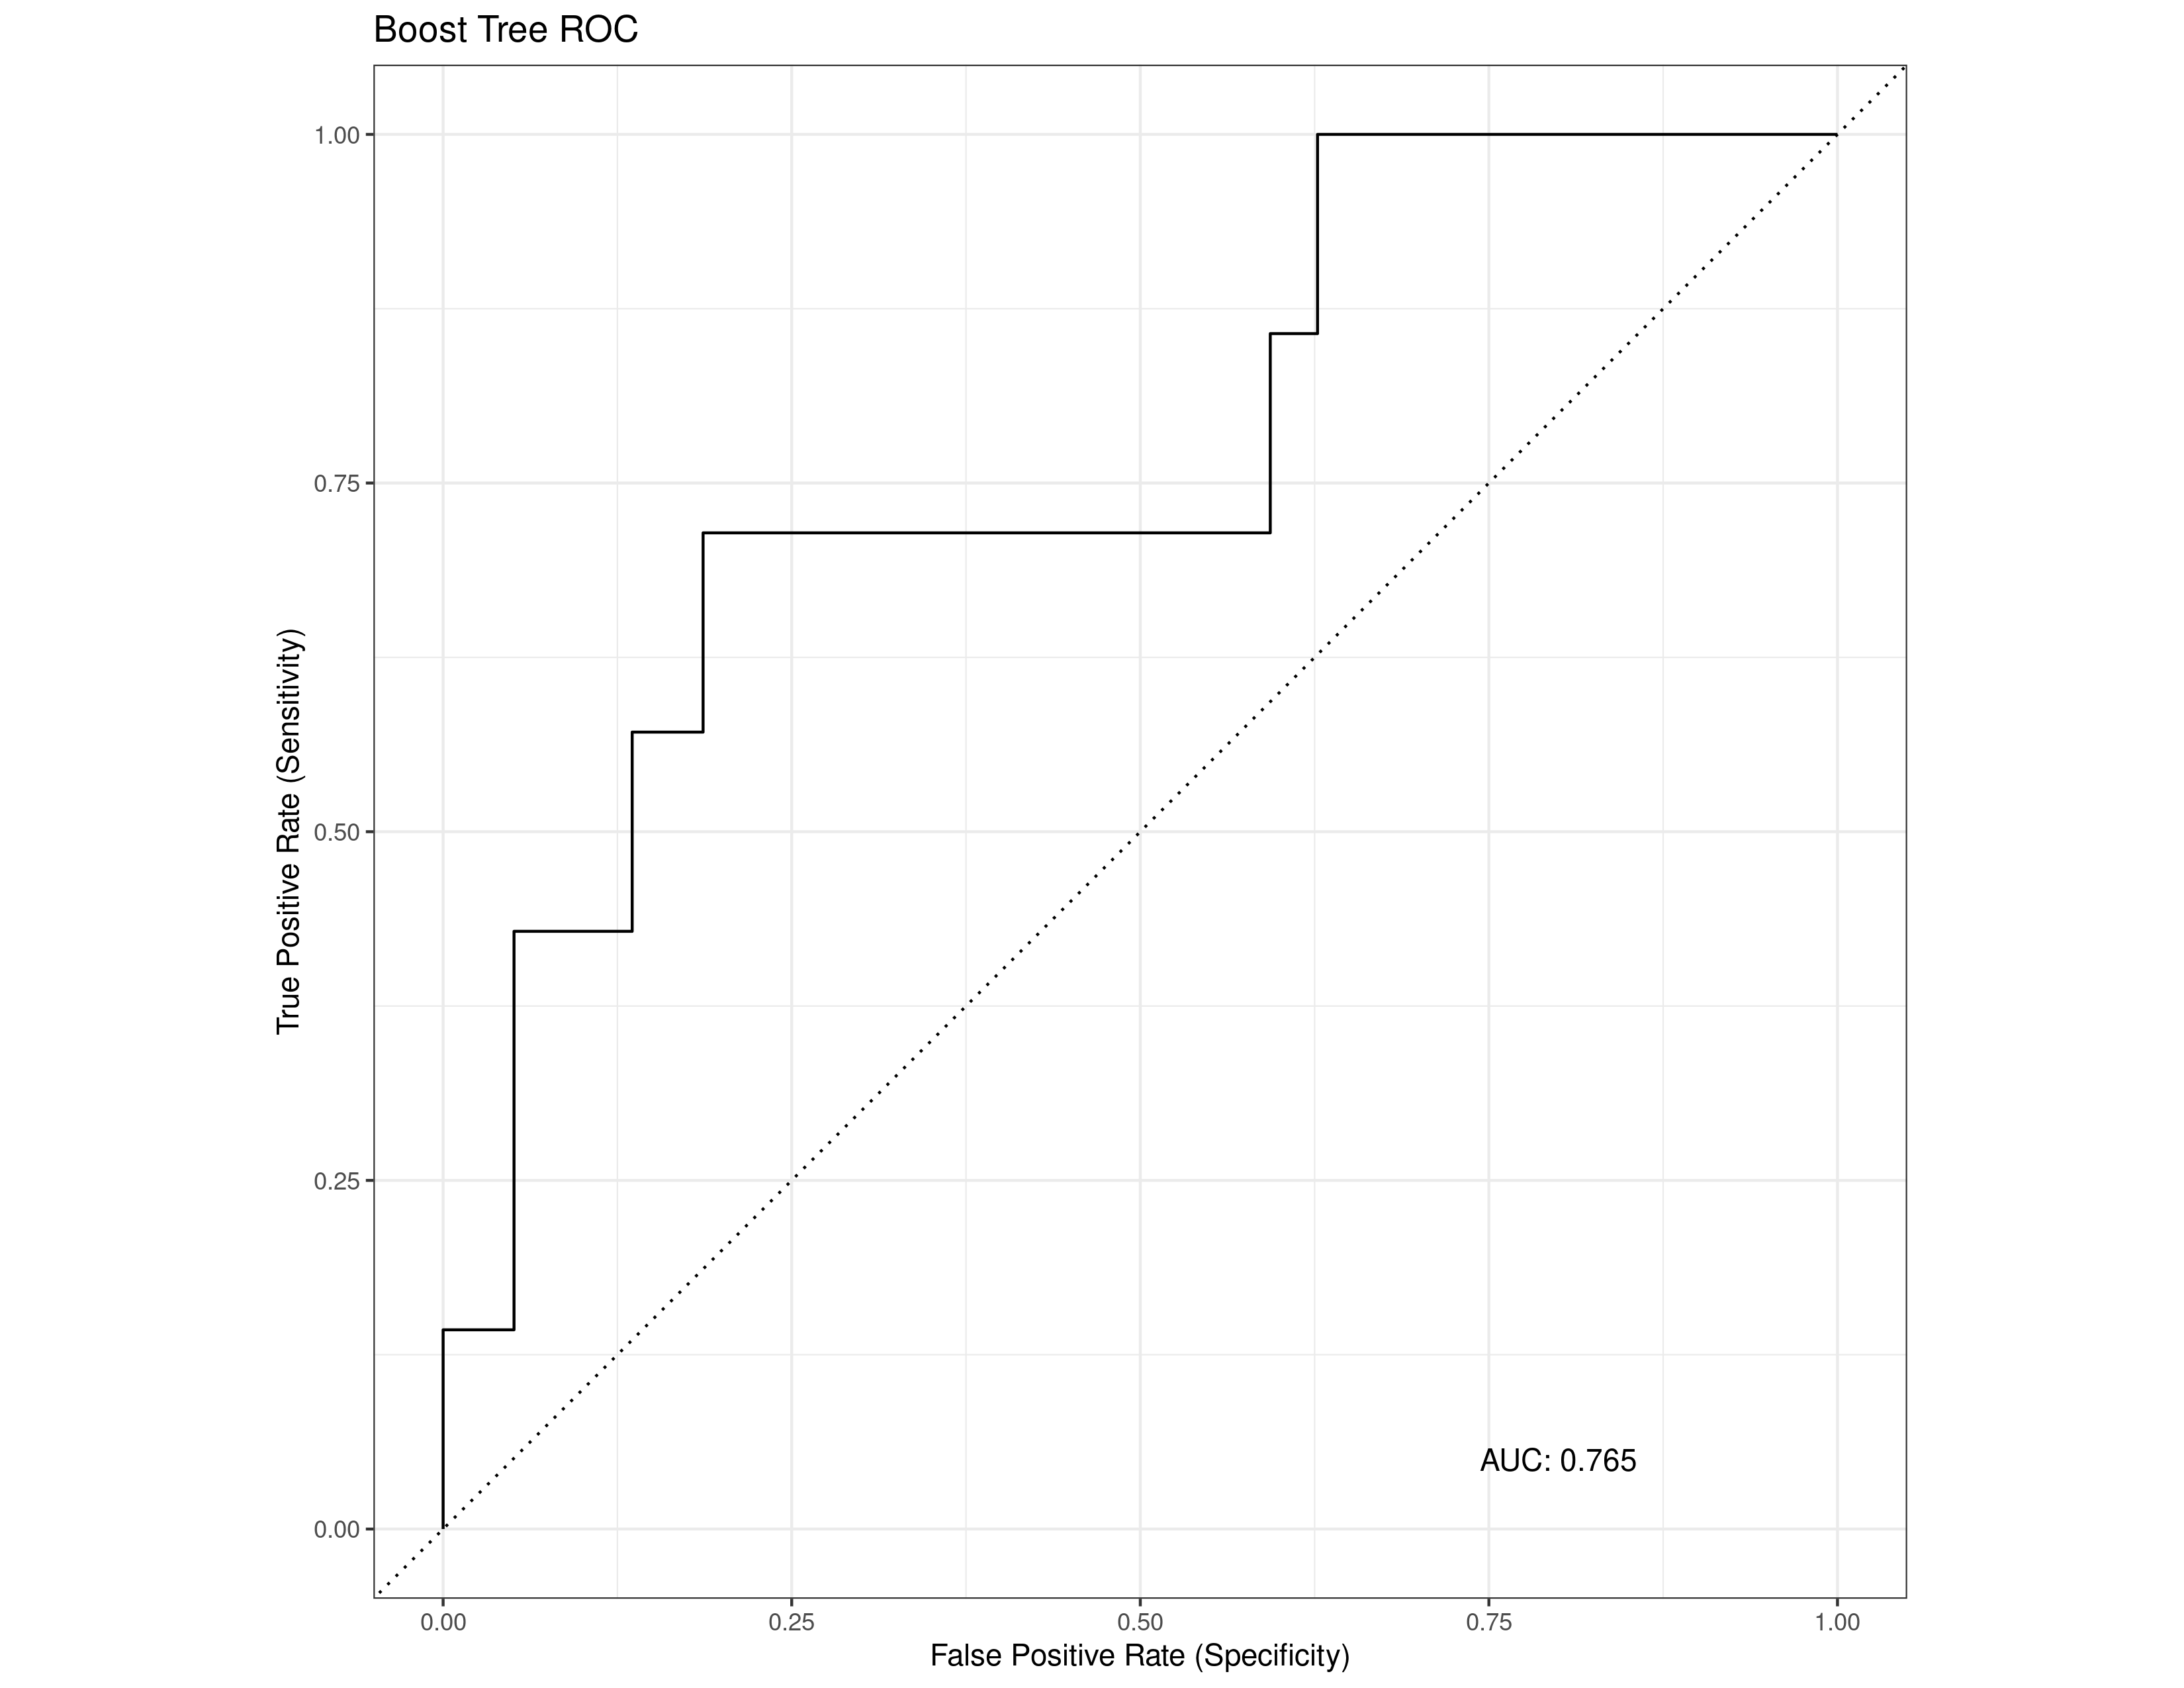 Boost Tree ROC
1.00
0.75
0.50
0.25
0.00
True Positive Rate (Sensitivity)
AUC: 0.765
0.00 0.25 0.50 0.75 1.00
False Positive Rate (Specificity)